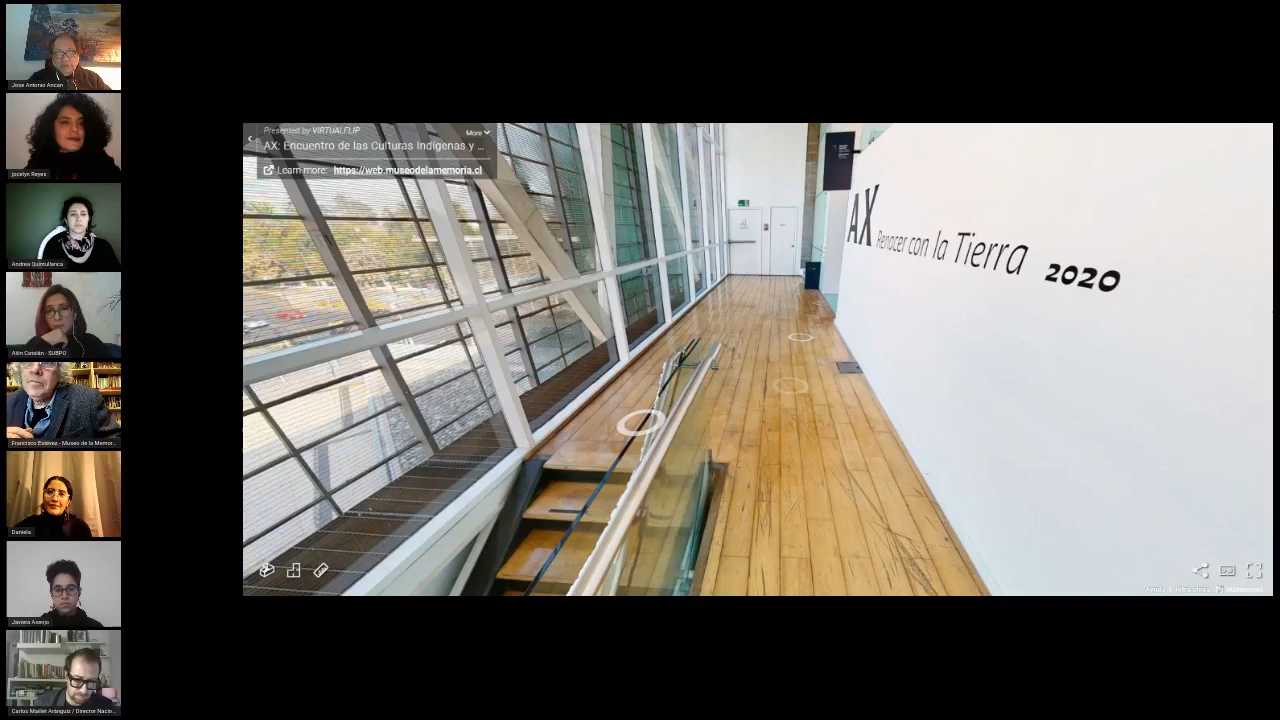 Jose Antonio Ancan
jocelyn Reyes
Andrea Quintullanca
Ailin Catalán - SUBPO
Francisco Estévez - Museo de la Memor...
Daniela
Javiera Asenjo
Carlos Maillet Aránguiz / Director Nacio...
Presented by VIRTUALFLIP
More
AX: Encuentro de las Culturas Indígenas y ...
Learn more: https://web.museodelamemoria.cl
AX Renacer con la Tierra 2020